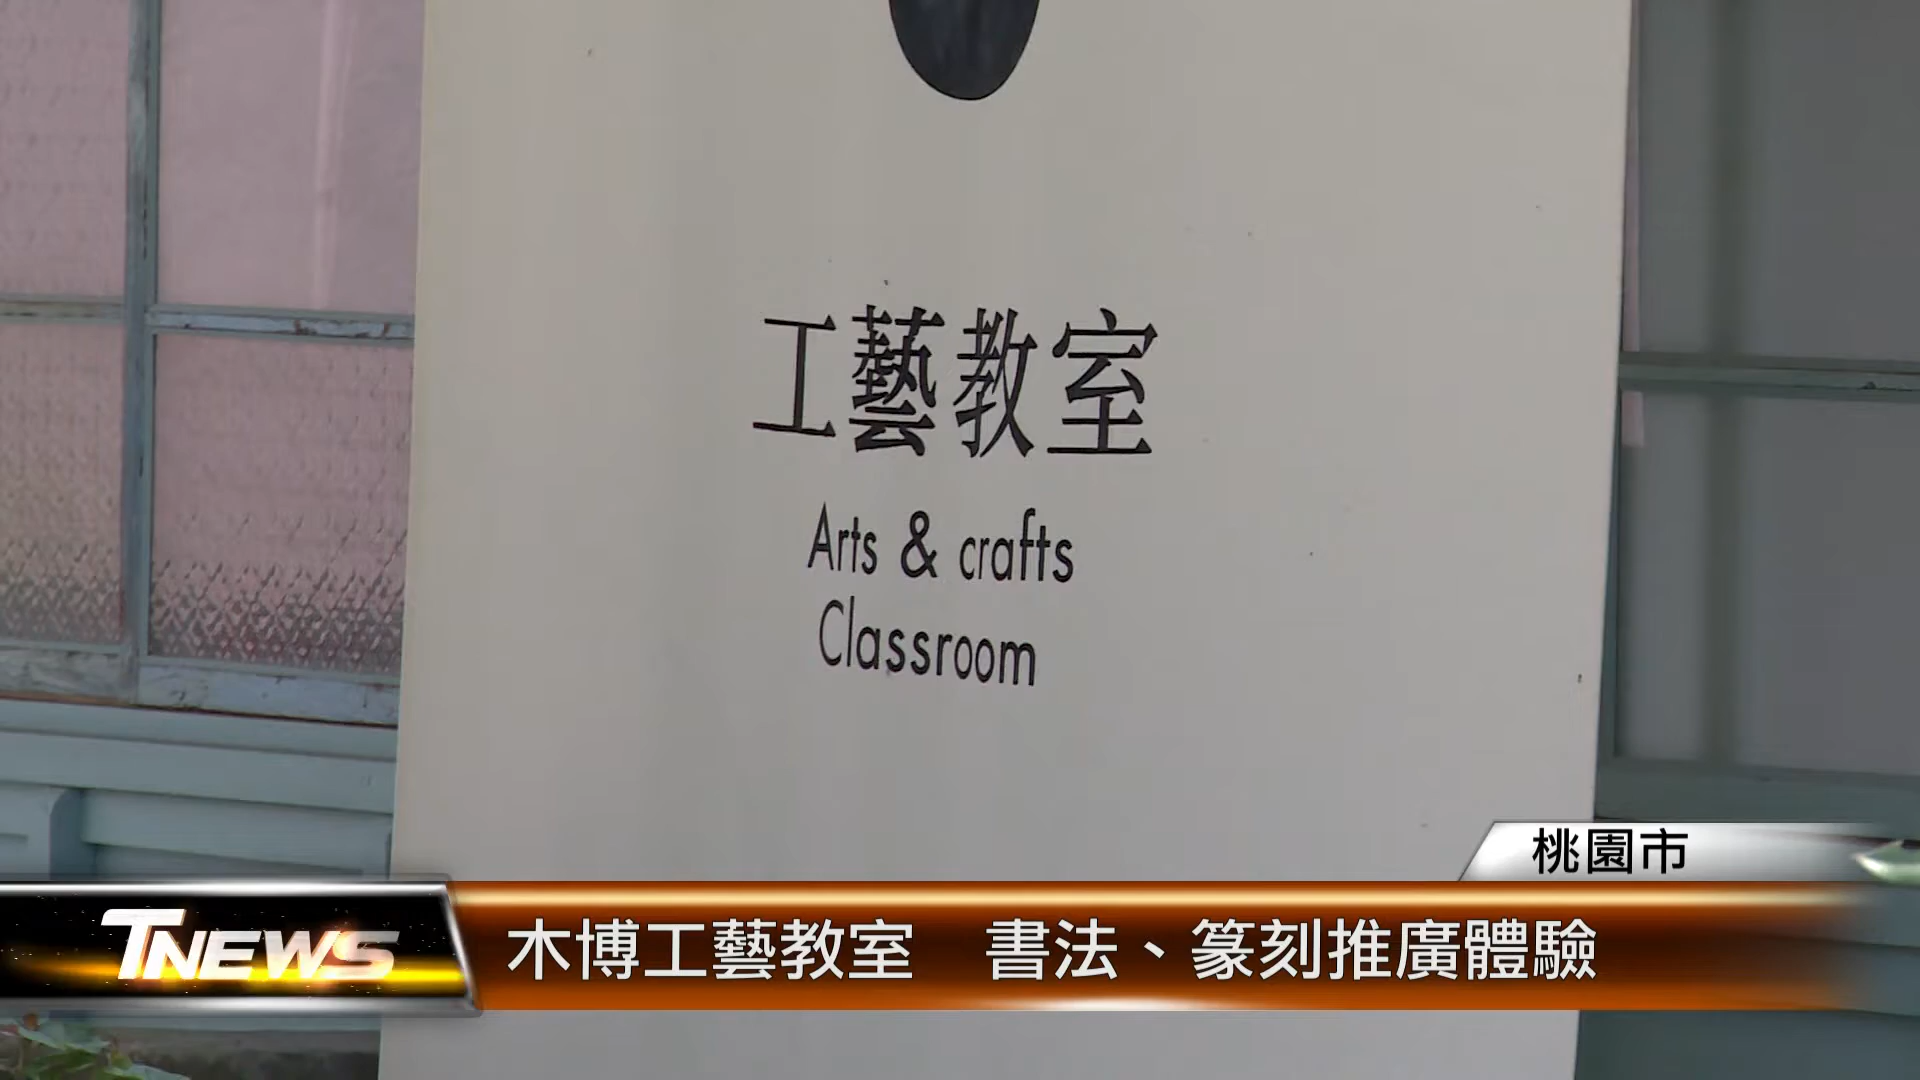 工藝教室
Arts & crafts
Classroom
桃園市
TNEWS
木博工藝教室 書法、篆刻推廣體驗